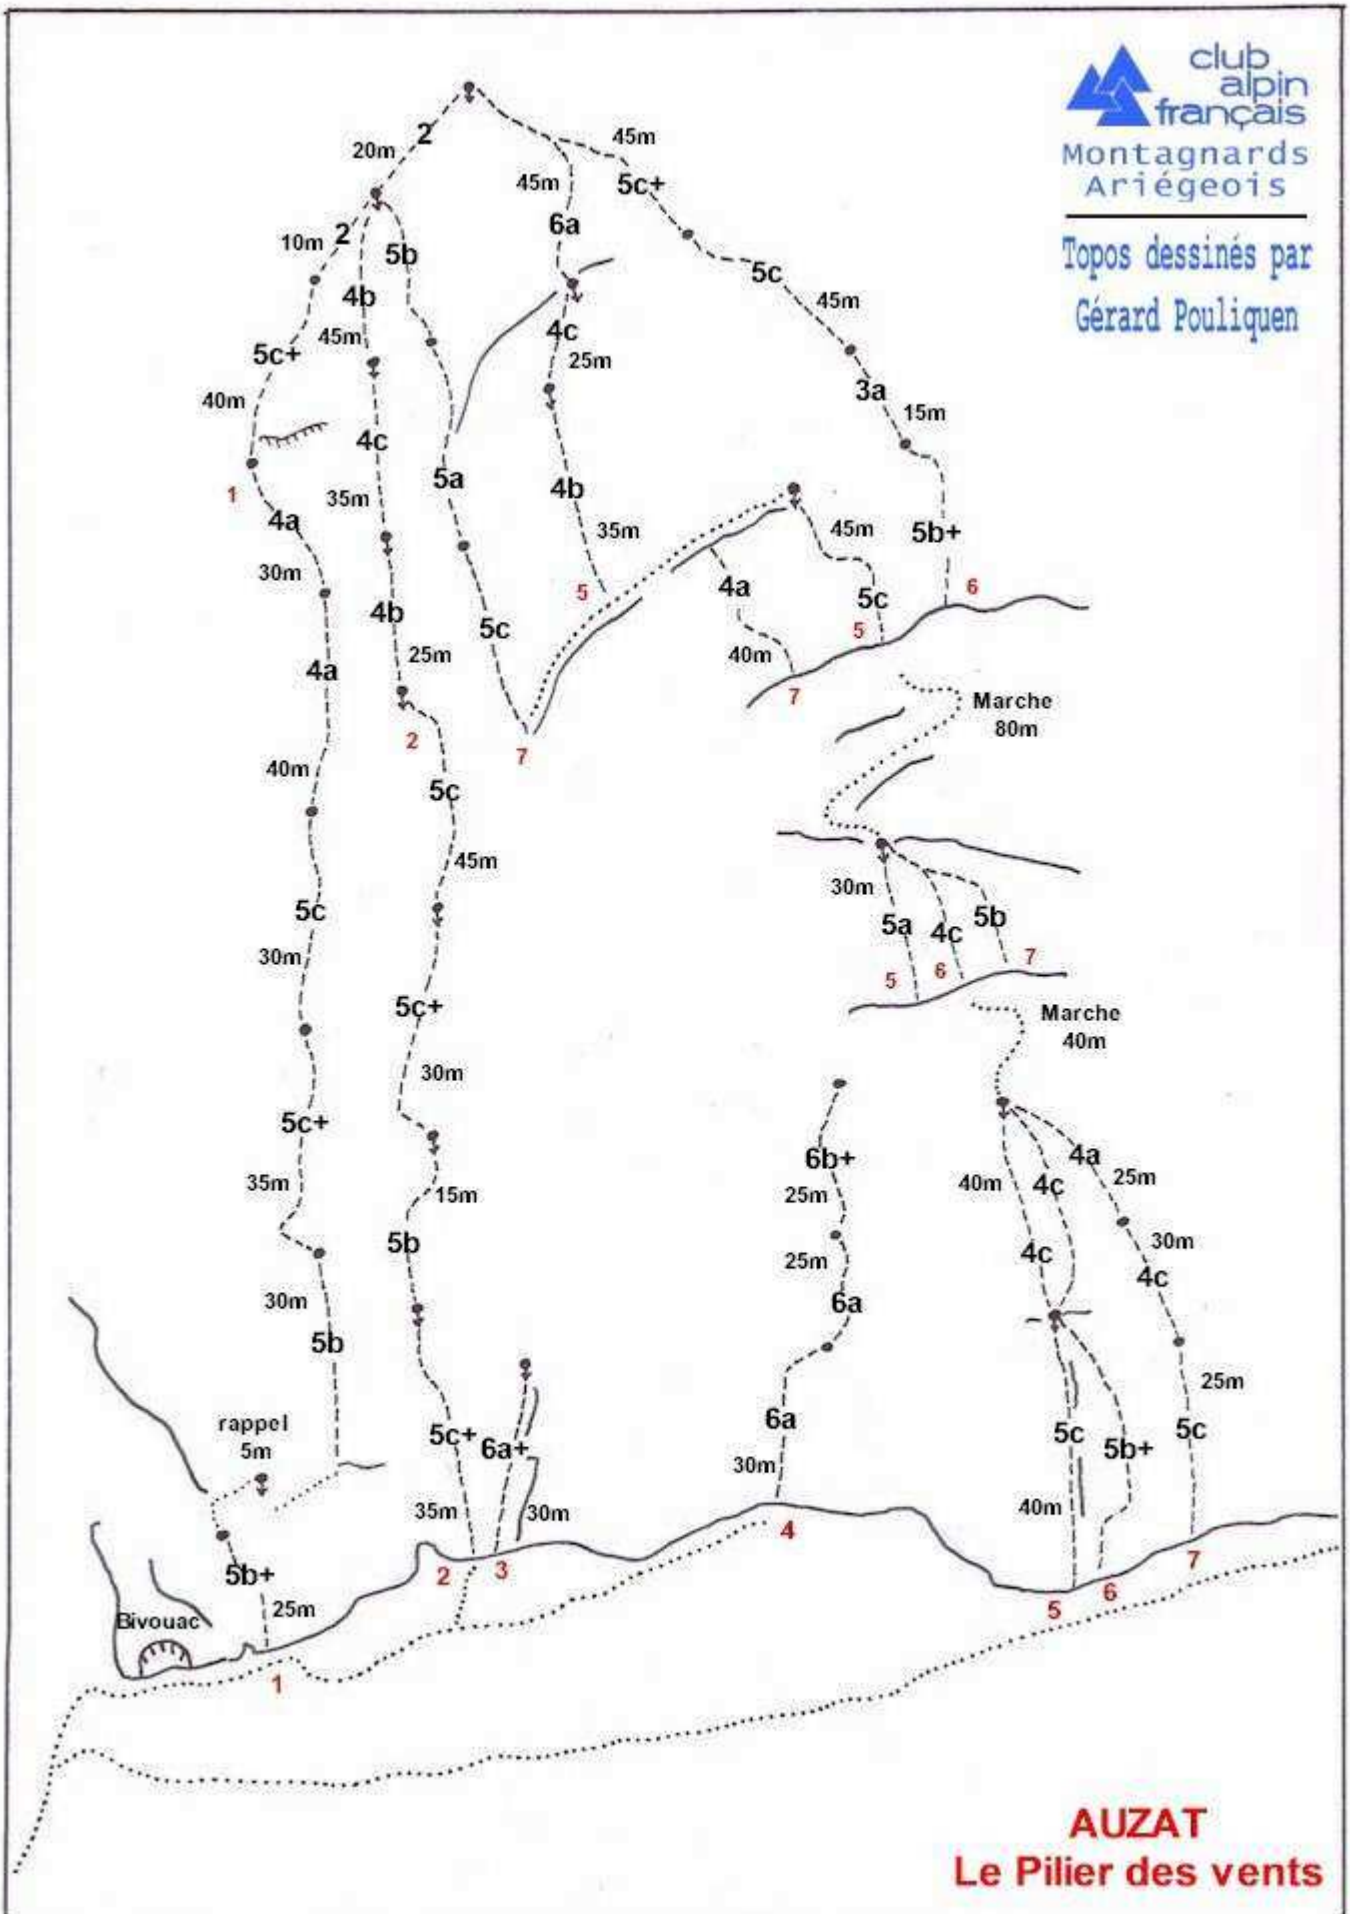 club
alpin
français
Montagnards
Ariégeois
Topos dessinés par
Gérard Pouliquen
2
20m
45m
45m
5c+
6a
2
10m
5b
5c
4b
45m
45m
4c
5c+
25m
3a
40m
15m
4c
5a
1
4b
35m
4a
35m
45m
5b+
30m
4a
6
5
5c
4b
5c
5
25m
40m
4a
7
Marche
80m
2
7
40m
5c
45m
30m
5c
5a
4c
5b
30m
7
6
5
5c+
Marche
40m
30m
5c+
6b+
4a
25m
35m
25m
40m
4c
15m
5b
30m
4c
25m
4c
30m
6a
5b
25m
rappel
5m
6a
5c
5c+
6a+
5c
5b+
30m
35m
30m
40m
4
7
5b+
2
3
6
25m
5
Bivouac
1
AUZAT
Le Pilier des vents